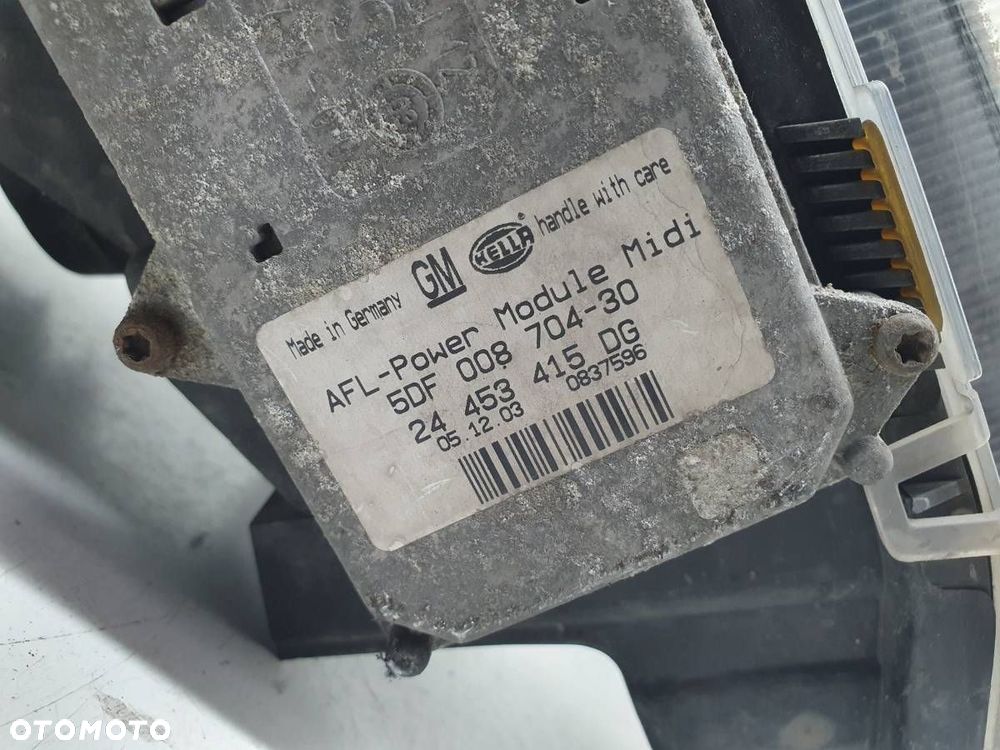 Made in Germany GM HELLA® handle with care
AFL-Power Module Midi
5DF 008 704-30
24 453 415 DG
05.12.03 0837596
OTOMOTO